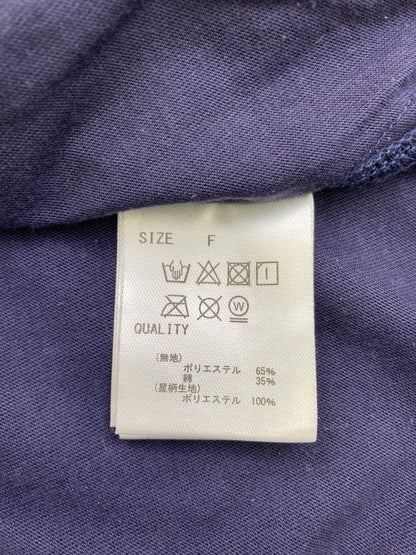 SIZE F
W
QUALITY
(無地)
ポリエステル 65%
綿 35%
(星柄生地)
ポリエステル 100%